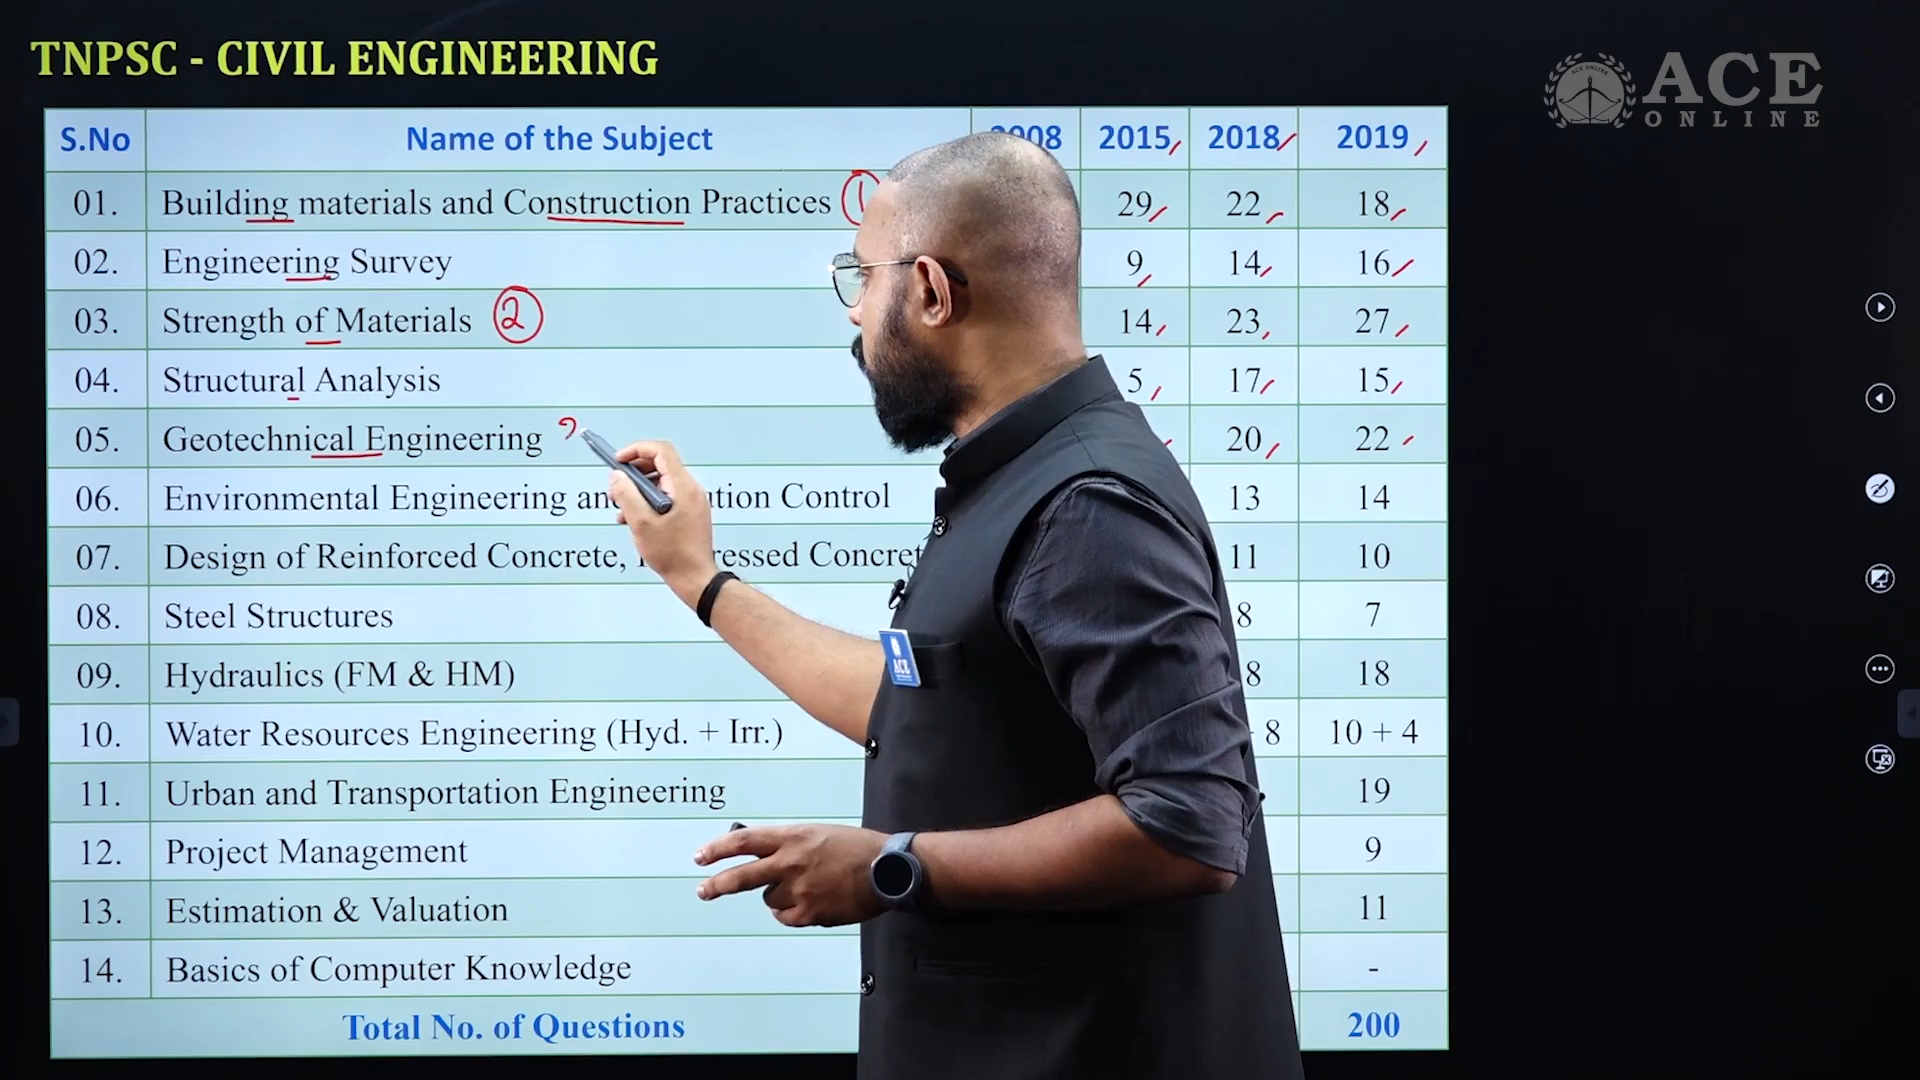 TNPSC - CIVIL ENGINEERING
ACE
ONLINE
S.No Name of the Subject 2008 2015 2018 2019
01. Building materials and Construction Practices 1 29 22 18
02. Engineering Survey 9 14 16
03. Strength of Materials 2 14 23 27
04. Structural Analysis 5 17 15
05. Geotechnical Engineering 20 22
06. Environmental Engineering Control 13 14
07. Design of Reinforced Concrete, 11 10
08. Steel Structures 8 7
09. Hydraulics (FM & HM) 8 18
10. Water Resources Engineering (Hyd. + Irr.) 8 10 + 4
11. Urban and Transportation Engineering 19
12. Project Management 9
13. Estimation & Valuation 11
14. Basics of Computer Knowledge -
Total No. of Questions 200
ACE